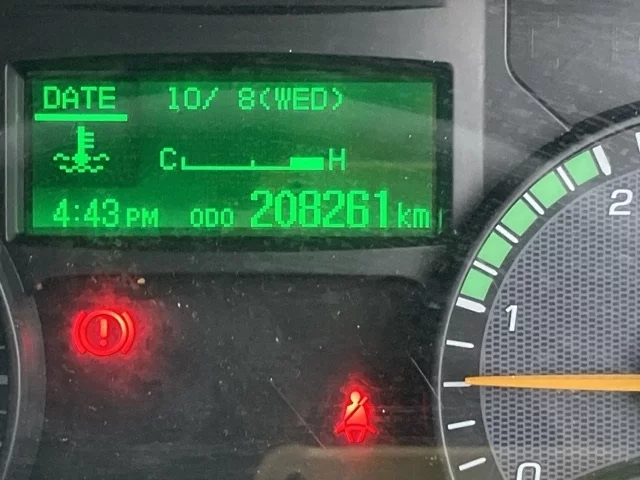 DATE 10/ 8(WED)
C H
4:43 PM ODO 208261 km
2
1
0